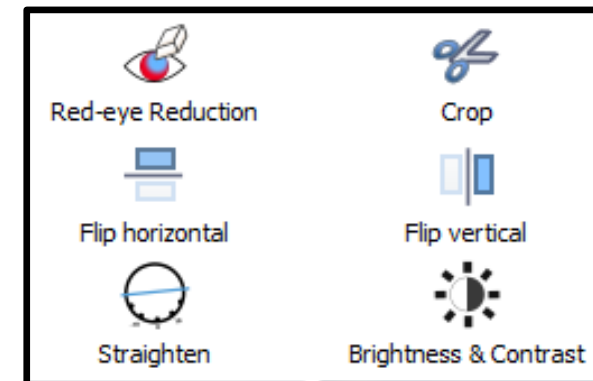 Red-eye Reduction
Crop
Flip horizontal
Flip vertical
Straighten
Brightness & Contrast